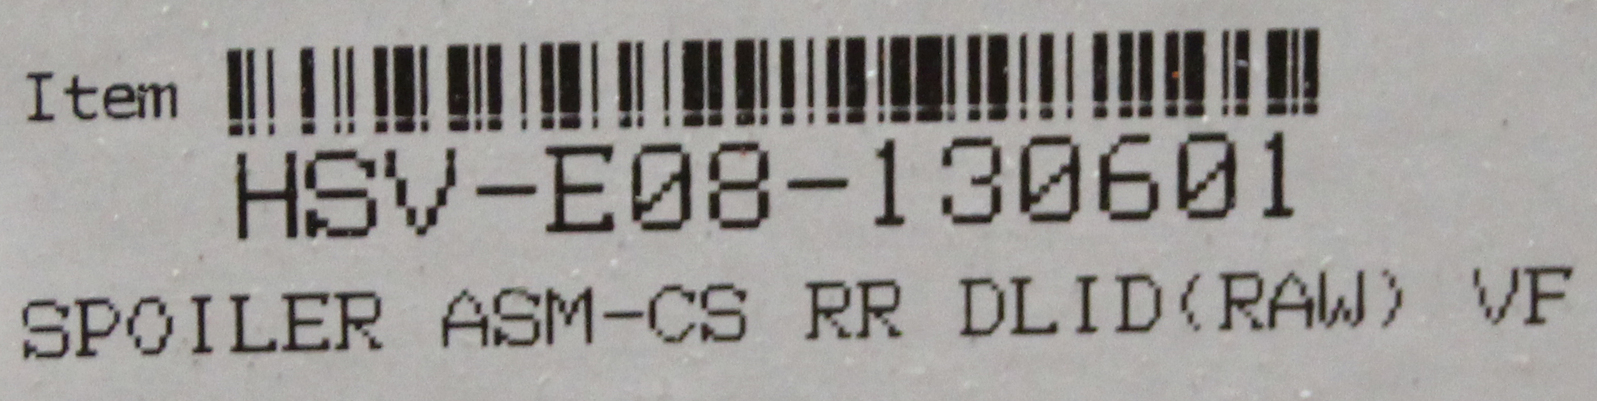 Item
HSV-E08-130601
SPOILER ASM-CS RR DLID(RAW) VF